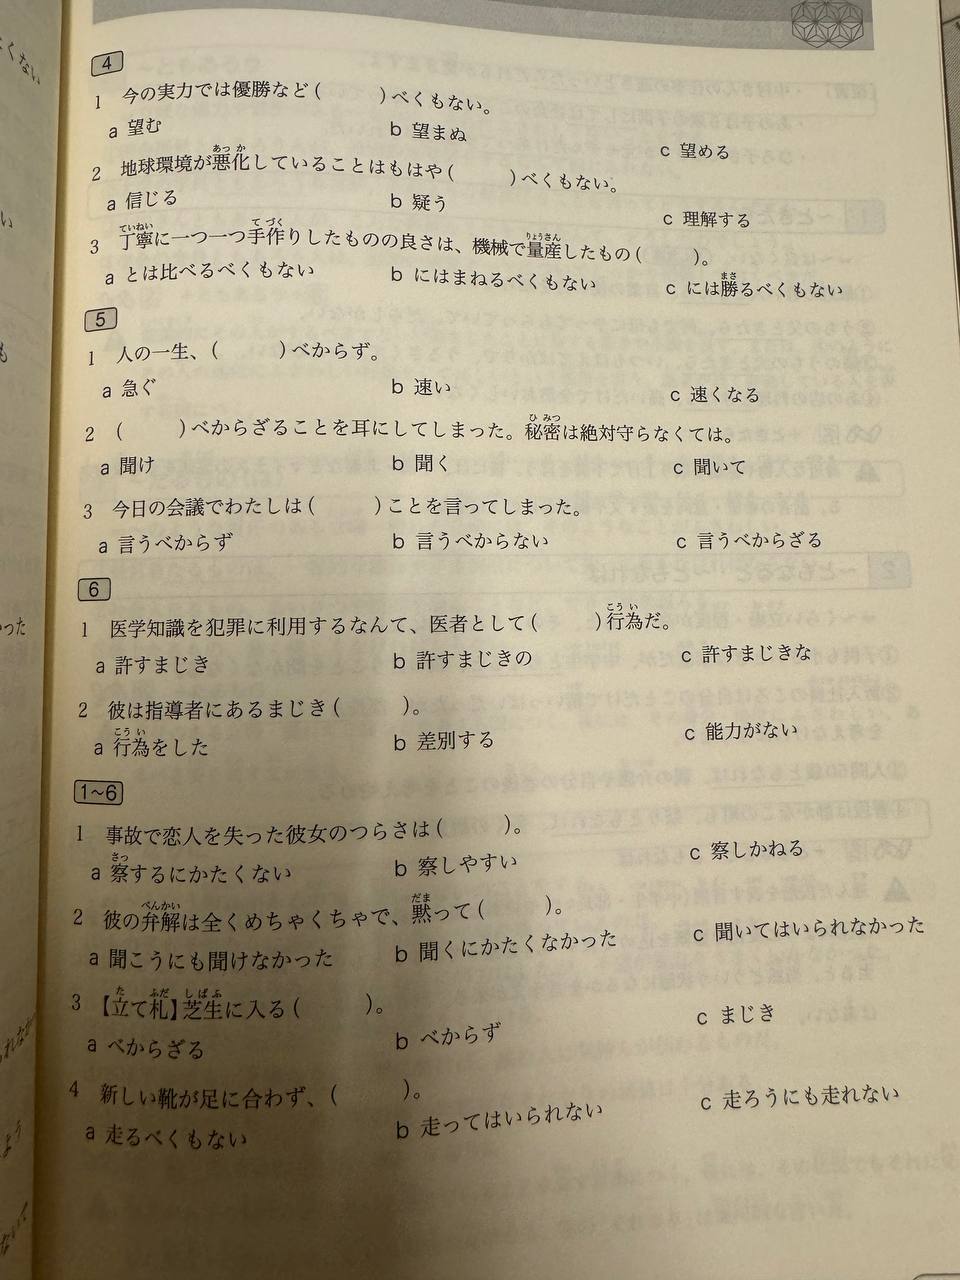 4
1 今の実力では優勝など（　　）べくもない。
a 望む　b 望まぬ　c 望める
2 地球環境が悪化していることはもはや（　　）べくもない。
a 信じる　b 疑う　c 理解する
3 丁寧に一つ一つ手作りしたものの良さは、機械で量産したもの（　　）。
a とは比べるべくもない　b にはまねるべくもない　c には勝るべくもない
5
1 人の一生、（　　）べからず。
a 急ぐ　b 速い　c 速くなる
2 （　　）べからざることを耳にしてしまった。秘密は絶対守らなくては。
a 聞け　b 聞く　c 聞いて
3 今日の会議でわたしは（　　）ことを言ってしまった。
a 言うべからず　b 言うべからない　c 言うべからざる
6
1 医学知識を犯罪に利用するなんて、医者として（　　）行為だ。
a 許すまじき　b 許すまじきの　c 許すまじきな
2 彼は指導者にあるまじき（　　）。
a 行為をした　b 差別する　c 能力がない
1~6
1 事故で恋人を失った彼女のつらさは（　　）。
a 察するにかたくない　b 察しやすい　c 察しかねる
2 彼の弁解は全くめちゃくちゃで、黙って（　　）。
a 聞こうにも聞けなかった　b 聞くにかたくなかった　c 聞いてはいられなかった
3 【立て札】芝生に入る（　　）。
a べからざる　b べからず　c まじき
4 新しい靴が足に合わず、（　　）。
a 走るべくもない　b 走ってはいられない　c 走ろうにも走れない